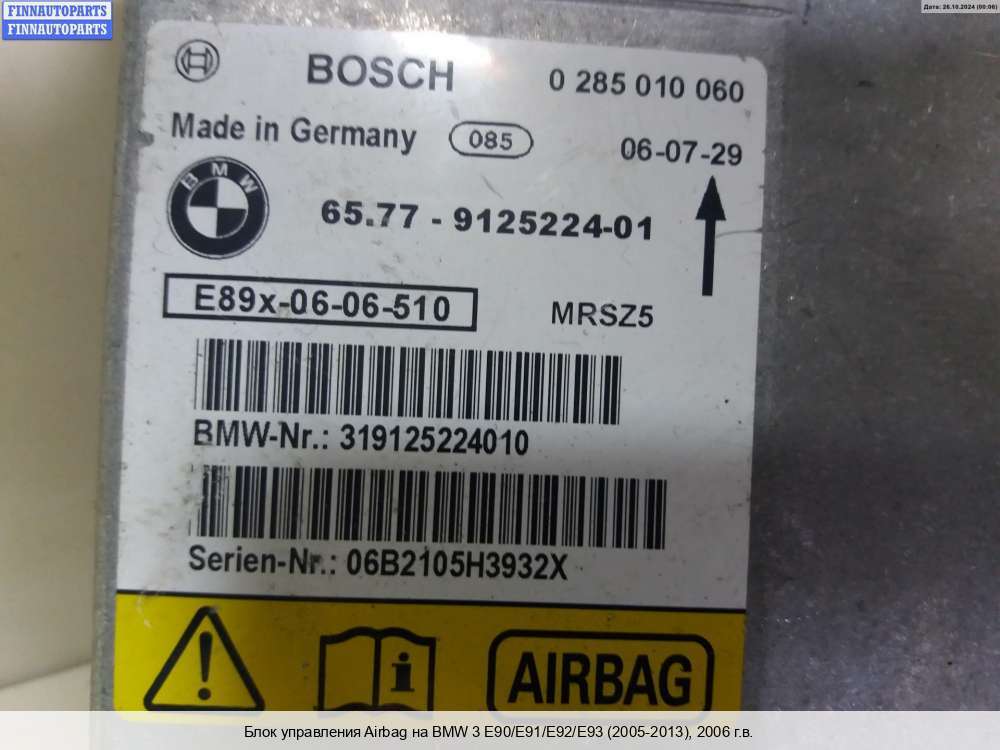 FINNAUTOPARTS
FINNAUTOPARTS
Дата: 26.10.2024 (00:06)
BOSCH 0 285 010 060
Made in Germany 085 06-07-29
BMW
65.77 - 9125224-01
E89x-06-06-510 MRSZ5
BMW-Nr.: 319125224010
Serien-Nr.: 06B2105H3932X
AIRBAG
Блок управления Airbag на BMW 3 E90/E91/E92/E93 (2005-2013), 2006 г.в.